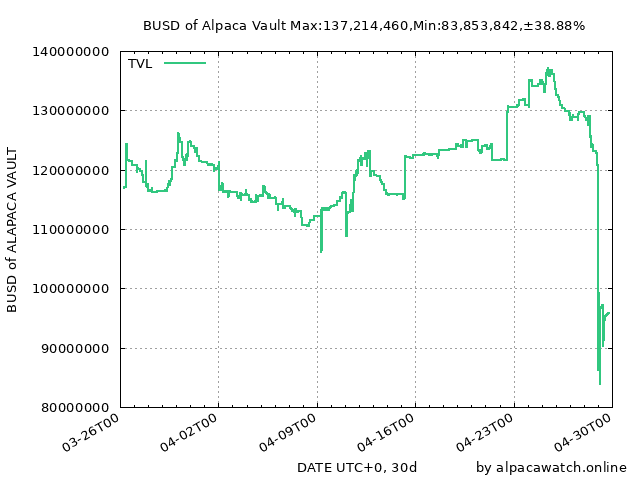 BUSD of Alpaca Vault Max:137,214,460,Min:83,853,842,±38.88%
TVL
140000000
130000000
120000000
110000000
100000000
90000000
80000000
BUSD of ALAPACA VAULT
03-26T00
04-02T00
04-09T00
04-16T00
04-23T00
04-30T00
DATE UTC+0, 30d
by alpacawatch.online